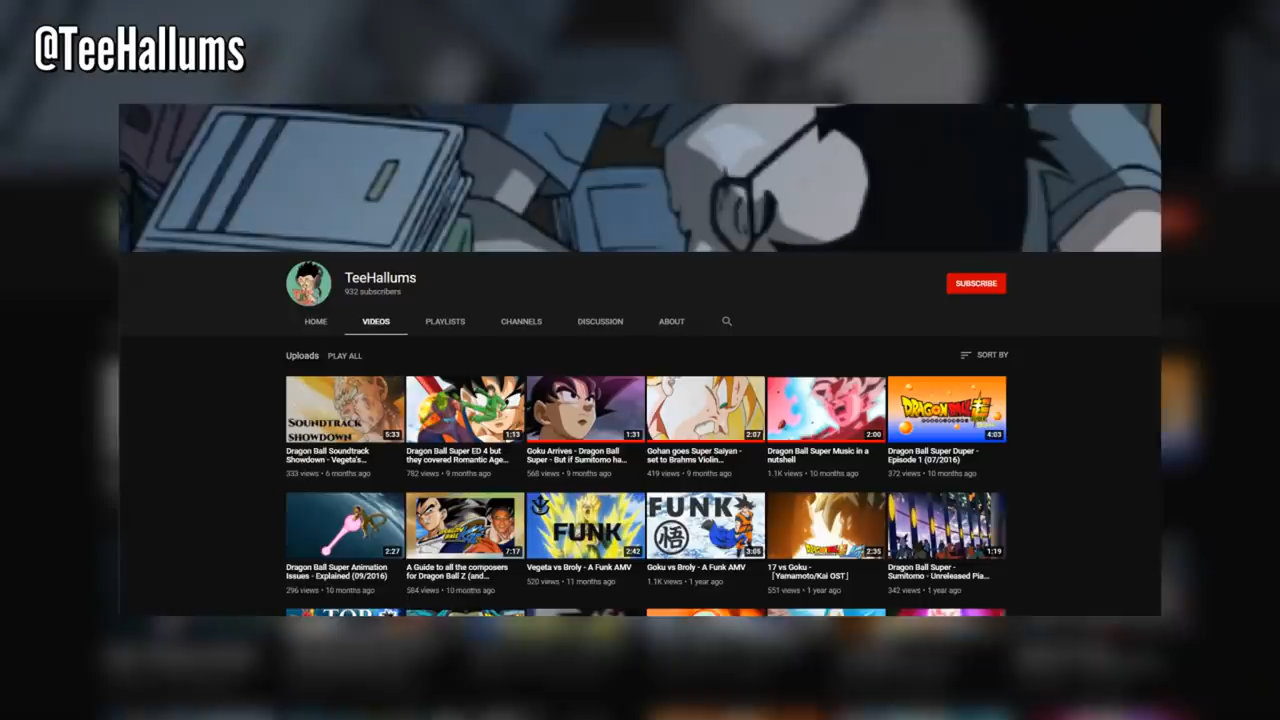 @TeeHallums
TeeHallums
932 subscribers
SUBSCRIBE
HOME
VIDEOS
PLAYLISTS
CHANNELS
DISCUSSION
ABOUT
Uploads PLAY ALL
SORT BY
SOUNDTRACK
SHOWDOWN
5:33
1:13
1:31
2:07
2:00
DRAGON BALL
4:03
Dragon Ball Soundtrack
Showdown - Vegeta's...
333 views • 6 months ago
Dragon Ball Super ED 4 but
they covered Romantic Age...
782 views • 9 months ago
Goku Arrives - Dragon Ball
Super - But if Sumitomo ha...
568 views • 9 months ago
Gohan goes Super Saiyan -
set to Brahms Violin...
419 views • 9 months ago
Dragon Ball Super Music in a
nutshell
1.1K views • 10 months ago
Dragon Ball Super Duper -
Episode 1 (07/2016)
372 views • 10 months ago
2:27
7:17
FUNK
2:42
FUNK
悟
3:05
2:35
1:19
Dragon Ball Super Animation
Issues - Explained (09/2016)
296 views • 10 months ago
A Guide to all the composers
for Dragon Ball Z (and...
584 views • 10 months ago
Vegeta vs Broly - A Funk AMV
520 views • 11 months ago
Goku vs Broly - A Funk AMV
1.1K views • 1 year ago
17 vs Goku -
「Yamamoto/Kai OST」
551 views • 1 year ago
Dragon Ball Super -
Sumitomo - Unreleased Pia...
342 views • 1 year ago